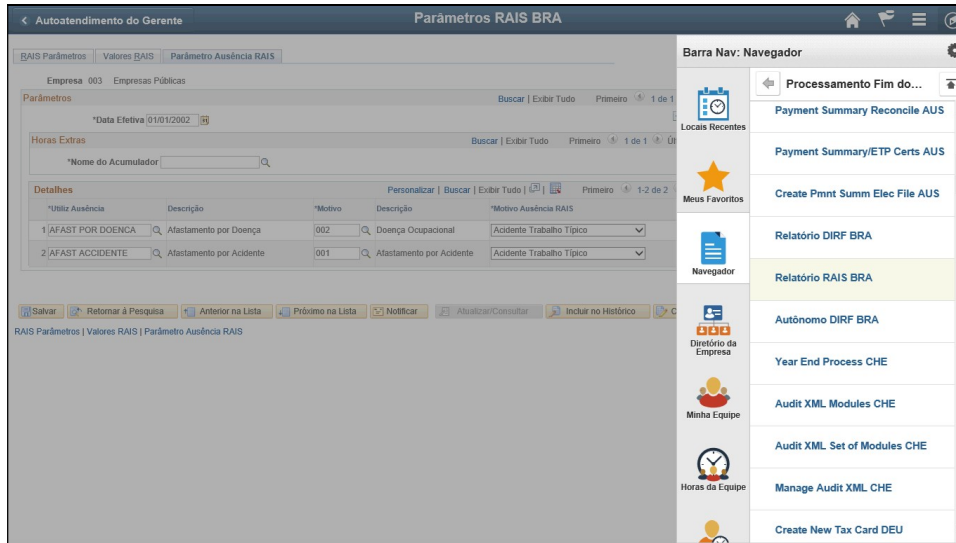 Autoatendimento do Gerente
Parâmetros RAIS BRA
RAIS Parâmetros Valores RAIS Parâmetro Ausência RAIS
Empresa 003 Empresas Públicas
Parâmetros Buscar | Exibir Tudo Primeiro 1 de 1
*Data Efetiva 01/01/2002
Horas Extras Buscar | Exibir Tudo Primeiro 1 de 1
*Nome do Acumulador
Detalhes Personalizar | Buscar | Exibir Tudo | Primeiro 1-2 de 2
*Utiliz Ausência Descrição *Motivo Descrição *Motivo Ausência RAIS
1 AFAST POR DOENCA Afastamento por Doença 002 Doença Ocupacional Acidente Trabalho Típico
2 AFAST ACCIDENTE Afastamento por Acidente 001 Afastamento por Acidente Acidente Trabalho Típico
Salvar Retornar à Pesquisa Anterior na Lista Próximo na Lista Notificar Atualizar/Consultar Incluir no Histórico
RAIS Parâmetros | Valores RAIS | Parâmetro Ausência RAIS
Barra Nav: Navegador
Locais Recentes
Meus Favoritos
Navegador
Diretório da
Empresa
Minha Equipe
Horas da Equipe
Processamento Fim do...
Payment Summary Reconcile AUS
Payment Summary/ETP Certs AUS
Create Pmnt Summ Elec File AUS
Relatório DIRF BRA
Relatório RAIS BRA
Autônomo DIRF BRA
Year End Process CHE
Audit XML Modules CHE
Audit XML Set of Modules CHE
Manage Audit XML CHE
Create New Tax Card DEU